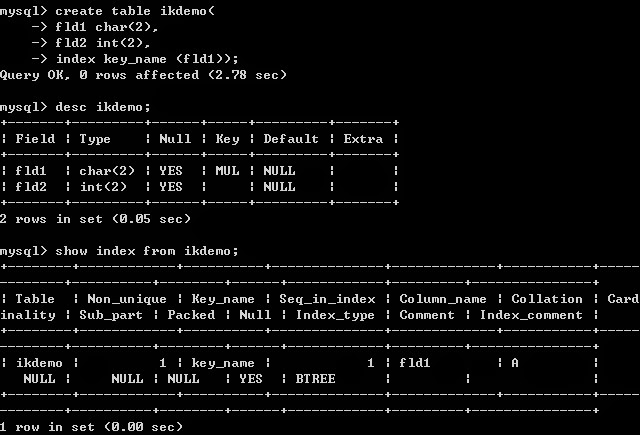 mysql> create table ikdemo(
    -> fld1 char(2),
    -> fld2 int(2),
    -> index key_name (fld1));
Query OK, 0 rows affected (2.78 sec)
mysql> desc ikdemo;
+-------+---------+------+-----+---------+-------+
| Field | Type    | Null | Key | Default | Extra |
+-------+---------+------+-----+---------+-------+
| fld1  | char(2) | YES  | MUL | NULL    |       |
| fld2  | int(2)  | YES  |     | NULL    |       |
+-------+---------+------+-----+---------+-------+
2 rows in set (0.05 sec)
mysql> show index from ikdemo;
+--------+------------+----------+--------------+-------------+-----------+-----
-------+----------+--------+------+------------+---------+---------------+
| Table  | Non_unique | Key_name | Seq_in_index | Column_name | Collation | Card
inality | Sub_part | Packed | Null | Index_type | Comment | Index_comment |
+--------+------------+----------+--------------+-------------+-----------+-----
-------+----------+--------+------+------------+---------+---------------+
| ikdemo |          1 | key_name |            1 | fld1        | A         |
   NULL |     NULL | NULL   | YES  | BTREE      |         |               |
+--------+------------+----------+--------------+-------------+-----------+-----
-------+----------+--------+------+------------+---------+---------------+
1 row in set (0.00 sec)